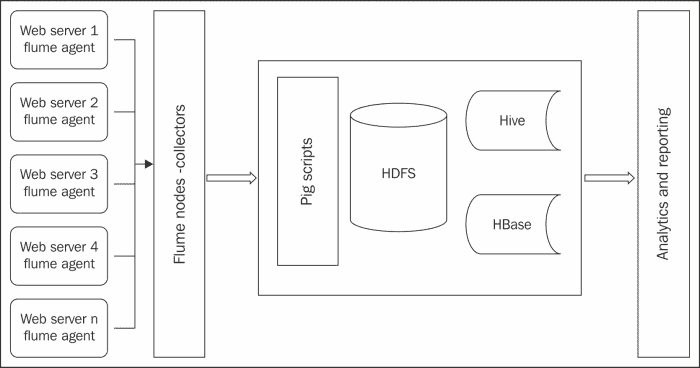 Web server 1
flume agent
Web server 2
flume agent
Web server 3
flume agent
Web server 4
flume agent
Web server n
flume agent
Flume nodes -collectors
Pig scripts
HDFS
Hive
HBase
Analytics and reporting